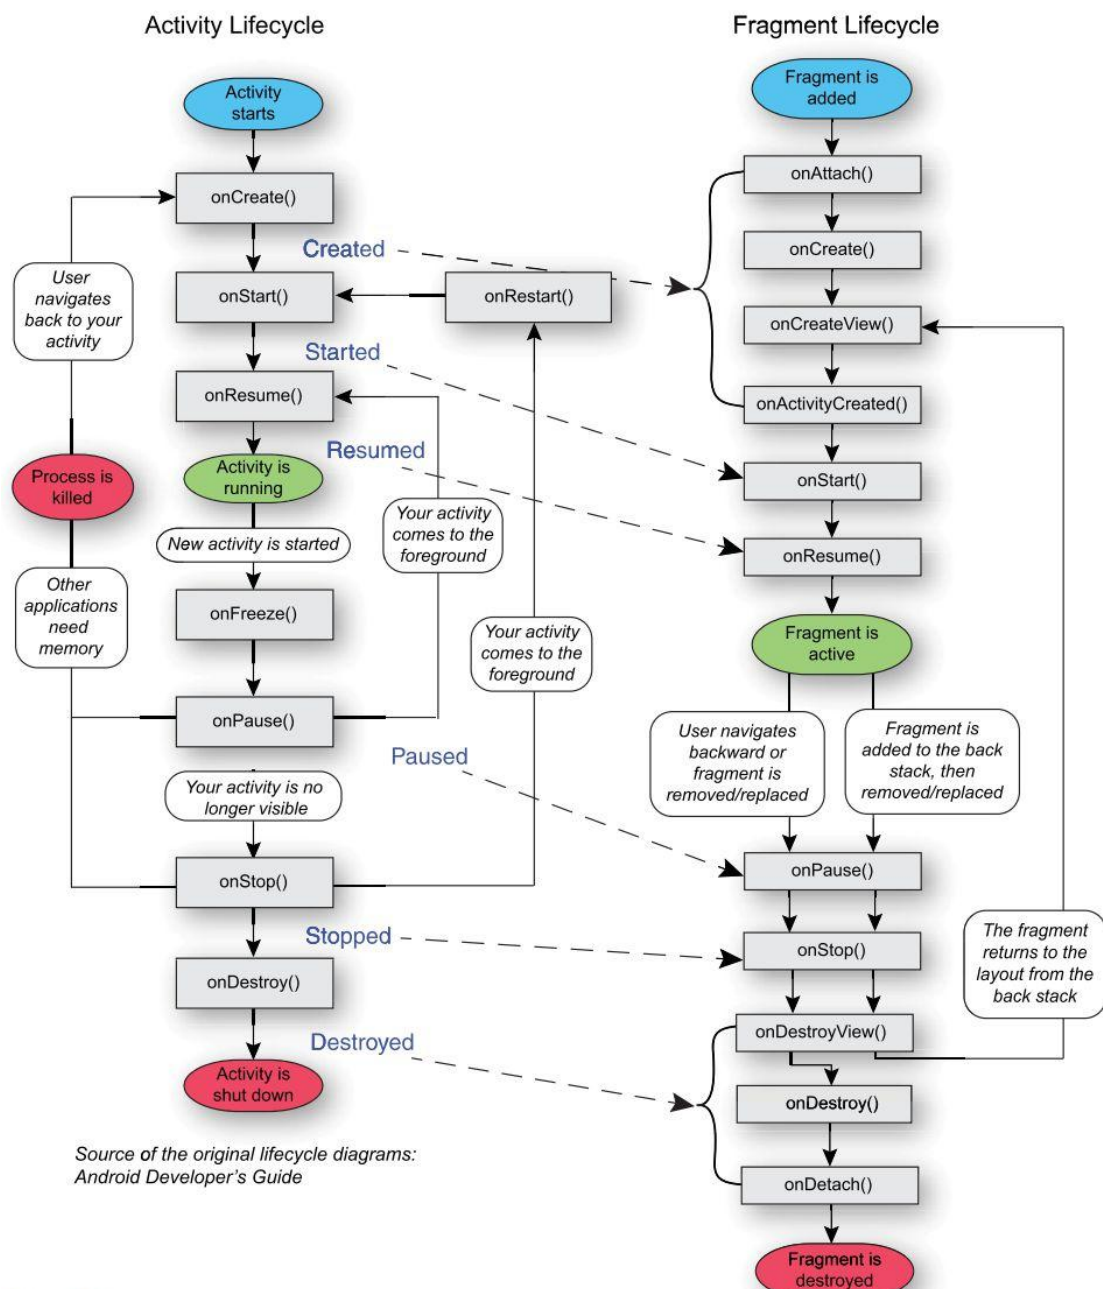 Activity Lifecycle
Activity
starts
onCreate()
onStart()
onRestart()
onResume()
Activity is
running
New activity is started
onFreeze()
onPause()
Your activity is no
longer visible
onStop()
onDestroy()
Activity is
shut down
User
navigates
back to your
activity
Process is
killed
Other
applications
need
memory
Your activity
comes to the
foreground
Your activity
comes to the
foreground
Created
Started
Resumed
Paused
Stopped
Destroyed
Fragment Lifecycle
Fragment is
added
onAttach()
onCreate()
onCreateView()
onActivityCreated()
onStart()
onResume()
Fragment is
active
User navigates
backward or
fragment is
removed/replaced
Fragment is
added to the back
stack, then
removed/replaced
onPause()
onStop()
The fragment
returns to the
layout from the
back stack
onDestroyView()
onDestroy()
onDetach()
Fragment is
destroyed
Source of the original lifecycle diagrams:
Android Developer's Guide